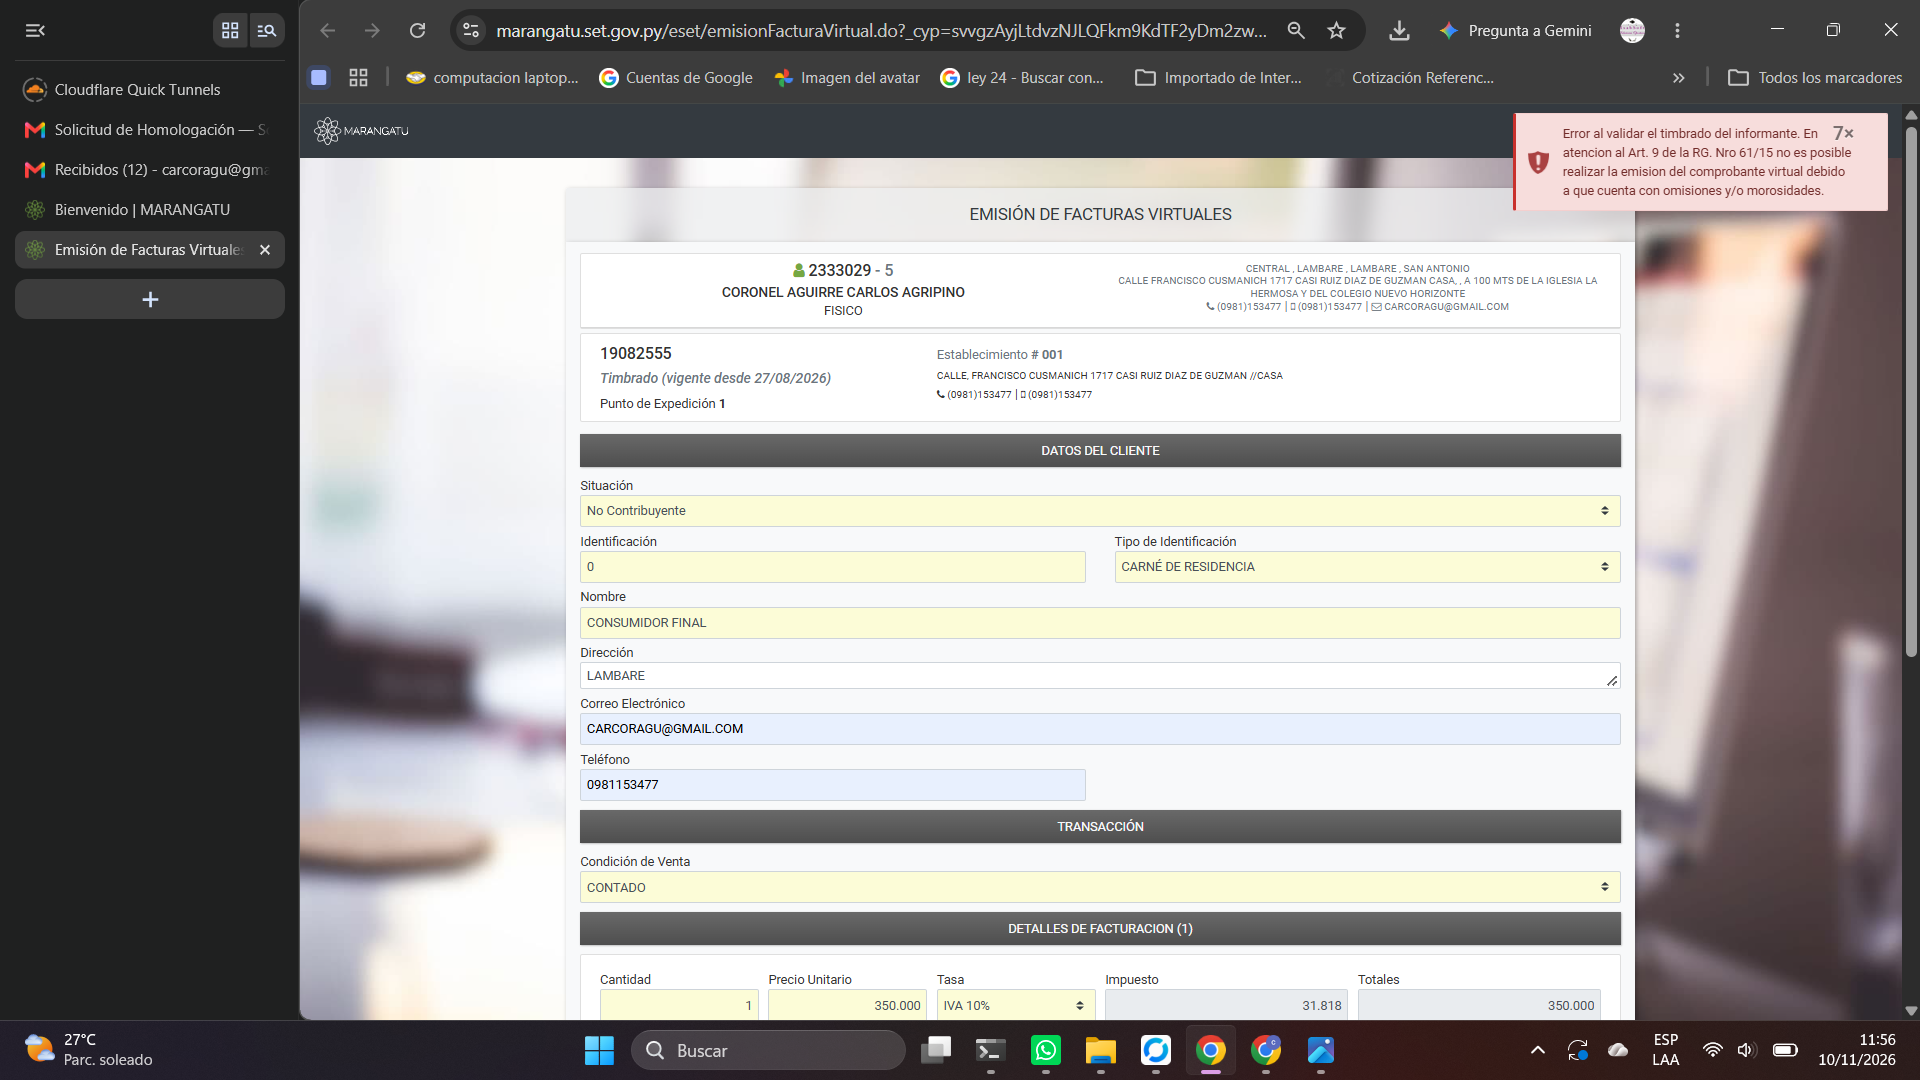 marangatu.set.gov.py/eset/emisionFacturaVirtual.do?_cyp=svvgzAyjLtdvzNJLQFkm9KdTF2yDm2zw...
Pregunta a Gemini
computacion laptop...
Cuentas de Google
Imagen del avatar
ley 24 - Buscar con...
Importado de Inter...
Cotización Referenc...
Todos los marcadores
Cloudflare Quick Tunnels
Solicitud de Homologación — So
Recibidos (12) - carcoragu@gma
Bienvenido | MARANGATU
Emisión de Facturas Virtuales
MARANGATU
Error al validar el timbrado del informante. En
atencion al Art. 9 de la RG. Nro 61/15 no es posible
realizar la emision del comprobante virtual debido
a que cuenta con omisiones y/o morosidades.
7×
EMISIÓN DE FACTURAS VIRTUALES
2333029 - 5
CORONEL AGUIRRE CARLOS AGRIPINO
FISICO
CENTRAL , LAMBARE , LAMBARE , SAN ANTONIO
CALLE FRANCISCO CUSMANICH 1717 CASI RUIZ DIAZ DE GUZMAN CASA, , A 100 MTS DE LA IGLESIA LA
HERMOSA Y DEL COLEGIO NUEVO HORIZONTE
(0981)153477 | (0981)153477 | CARCORAGU@GMAIL.COM
19082555
Timbrado (vigente desde 27/08/2026)
Punto de Expedición 1
Establecimiento # 001
CALLE, FRANCISCO CUSMANICH 1717 CASI RUIZ DIAZ DE GUZMAN //CASA
(0981)153477 | (0981)153477
DATOS DEL CLIENTE
Situación
No Contribuyente
Identificación
Tipo de Identificación
0
CARNÉ DE RESIDENCIA
Nombre
CONSUMIDOR FINAL
Dirección
LAMBARE
Correo Electrónico
CARCORAGU@GMAIL.COM
Teléfono
0981153477
TRANSACCIÓN
Condición de Venta
CONTADO
DETALLES DE FACTURACION (1)
Cantidad
Precio Unitario
Tasa
Impuesto
Totales
1
350.000
IVA 10%
31.818
350.000
27°C
Parc. soleado
Buscar
ESP
LAA
11:56
10/11/2026